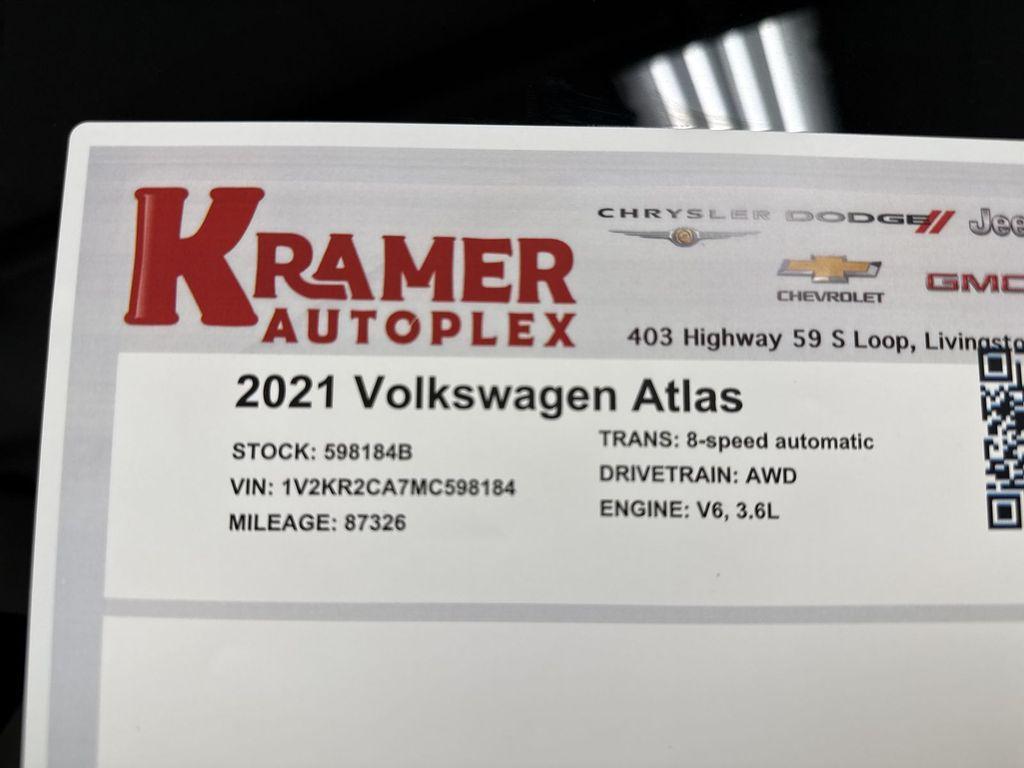 KRAMER
AUTOPLEX
CHRYSLER DODGE
CHEVROLET GMC
403 Highway 59 S Loop,
2021 Volkswagen Atlas
STOCK: 598184B
VIN: 1V2KR2CA7MC598184
MILEAGE: 87326
TRANS: 8-speed automatic
DRIVETRAIN: AWD
ENGINE: V6, 3.6L